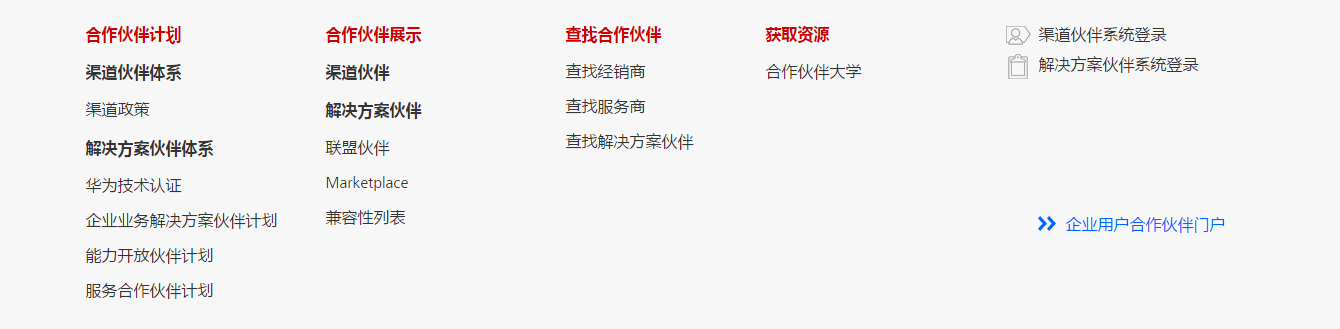 合作伙伴计划
渠道伙伴体系
渠道政策
解决方案伙伴体系
华为技术认证
企业业务解决方案伙伴计划
能力开放伙伴计划
服务合作伙伴计划
合作伙伴展示
渠道伙伴
解决方案伙伴
联盟伙伴
Marketplace
兼容性列表
查找合作伙伴
查找经销商
查找服务商
查找解决方案伙伴
获取资源
合作伙伴大学
渠道伙伴系统登录
解决方案伙伴系统登录
企业用户合作伙伴门户